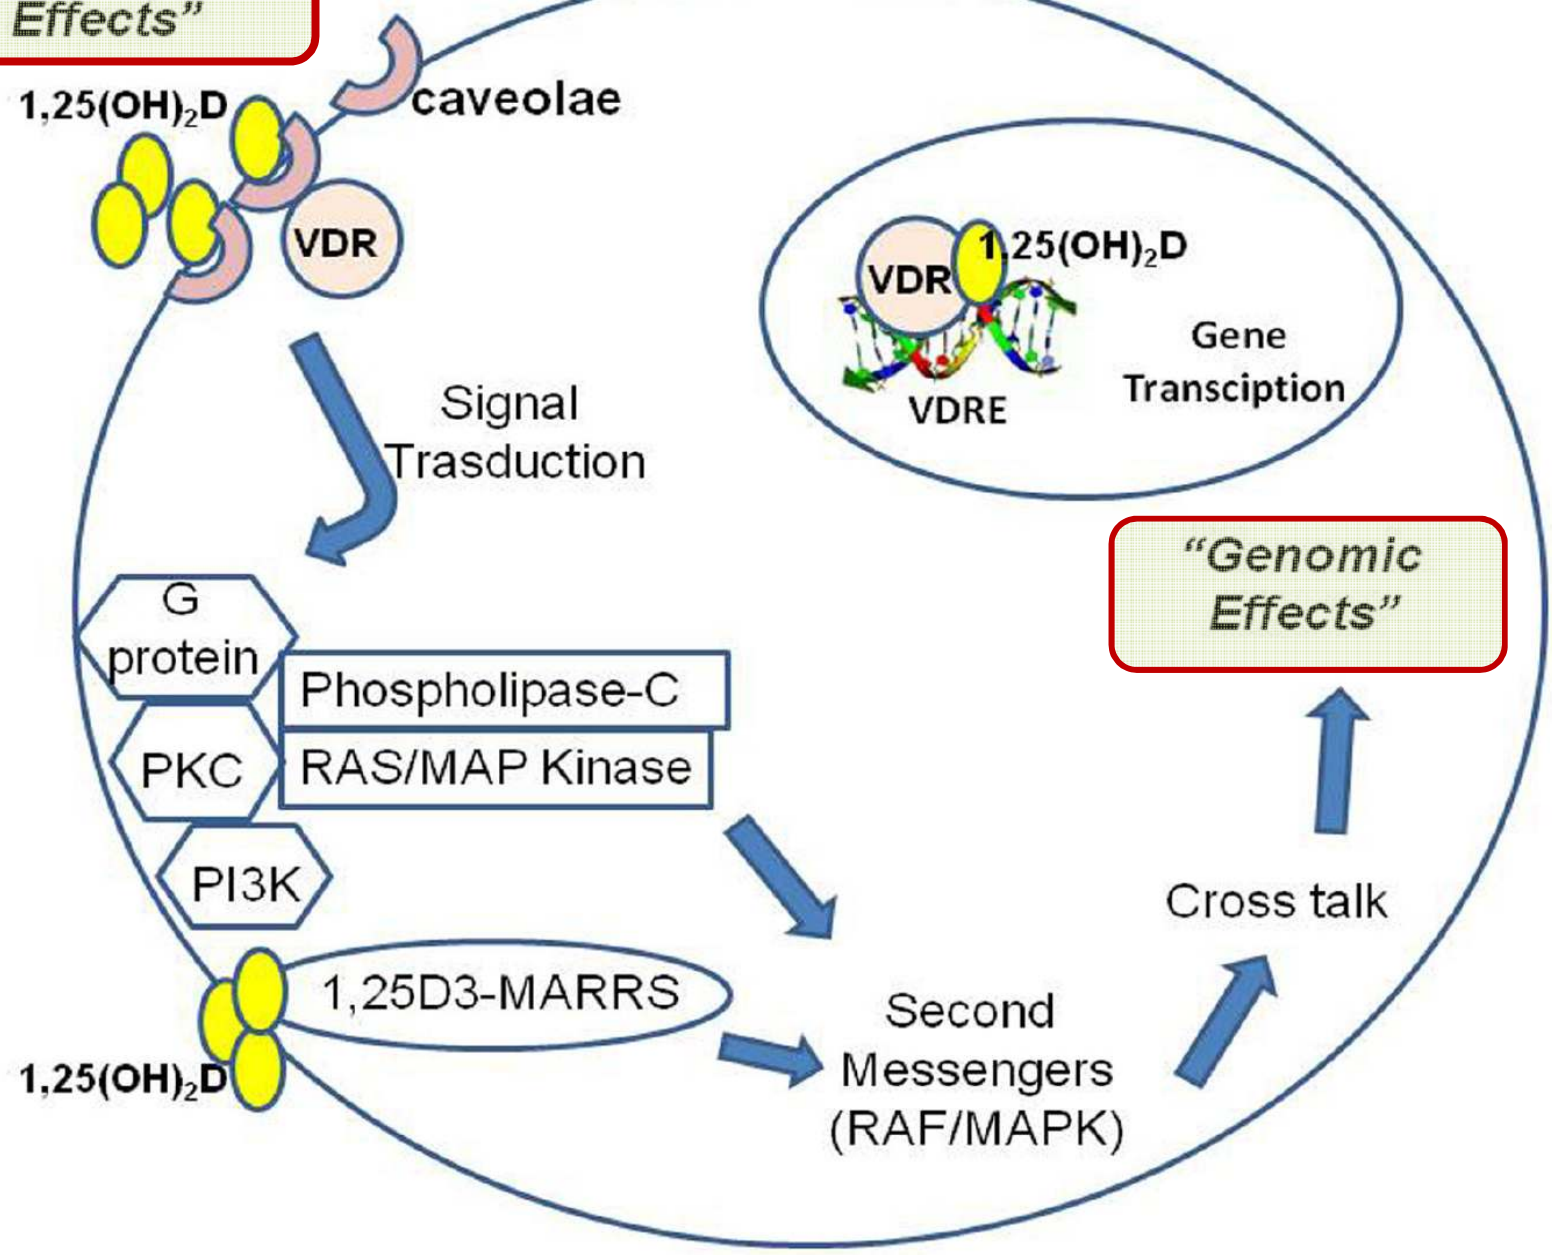 Effects”
1,25(OH)₂D
caveolae
VDR
1,25(OH)₂D
VDR
Gene
Transciption
VDRE
Signal
Trasduction
“Genomic
Effects”
G
protein
Phospholipase-C
PKC
RAS/MAP Kinase
PI3K
Cross talk
1,25D3-MARRS
Second
Messengers
(RAF/MAPK)
1,25(OH)₂D